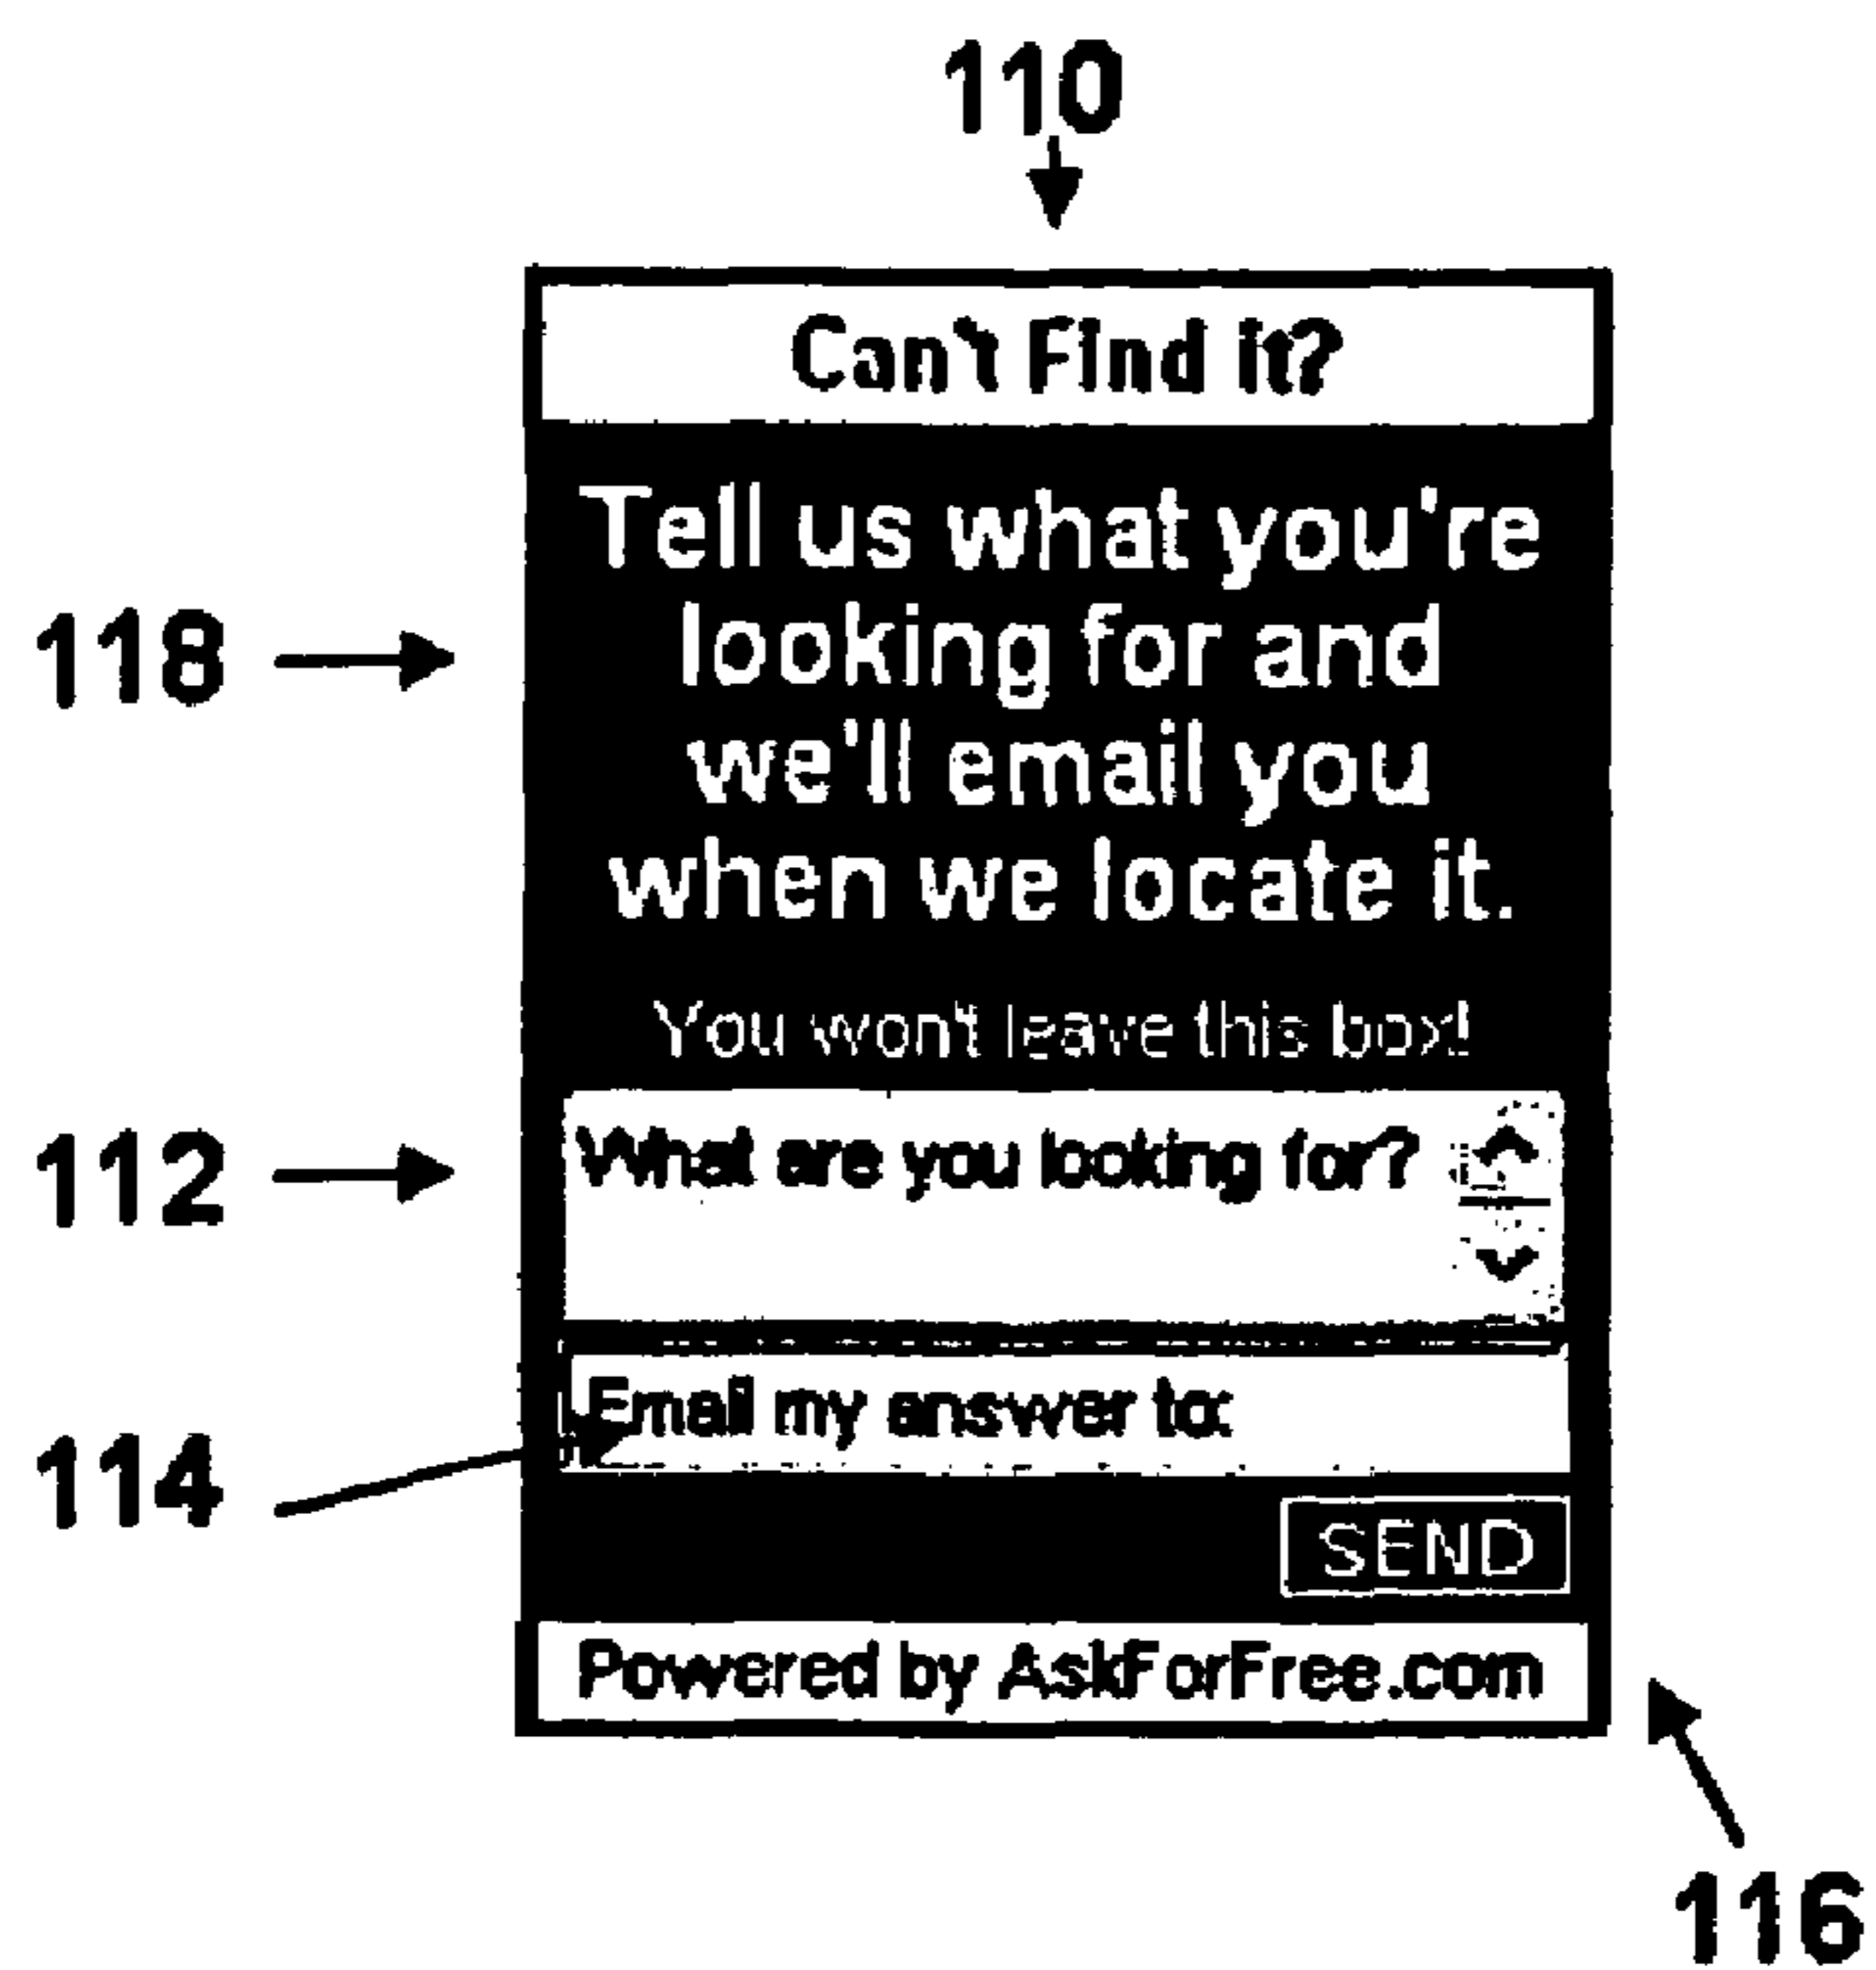 110
Can't Find it?
Tell us what you're
looking for and
118
we'll email you
when we locate it.
You won't leave this box!
112
What are you looking for?
Email my answer to:
114
SEND
Powered by AskForFree.com
116